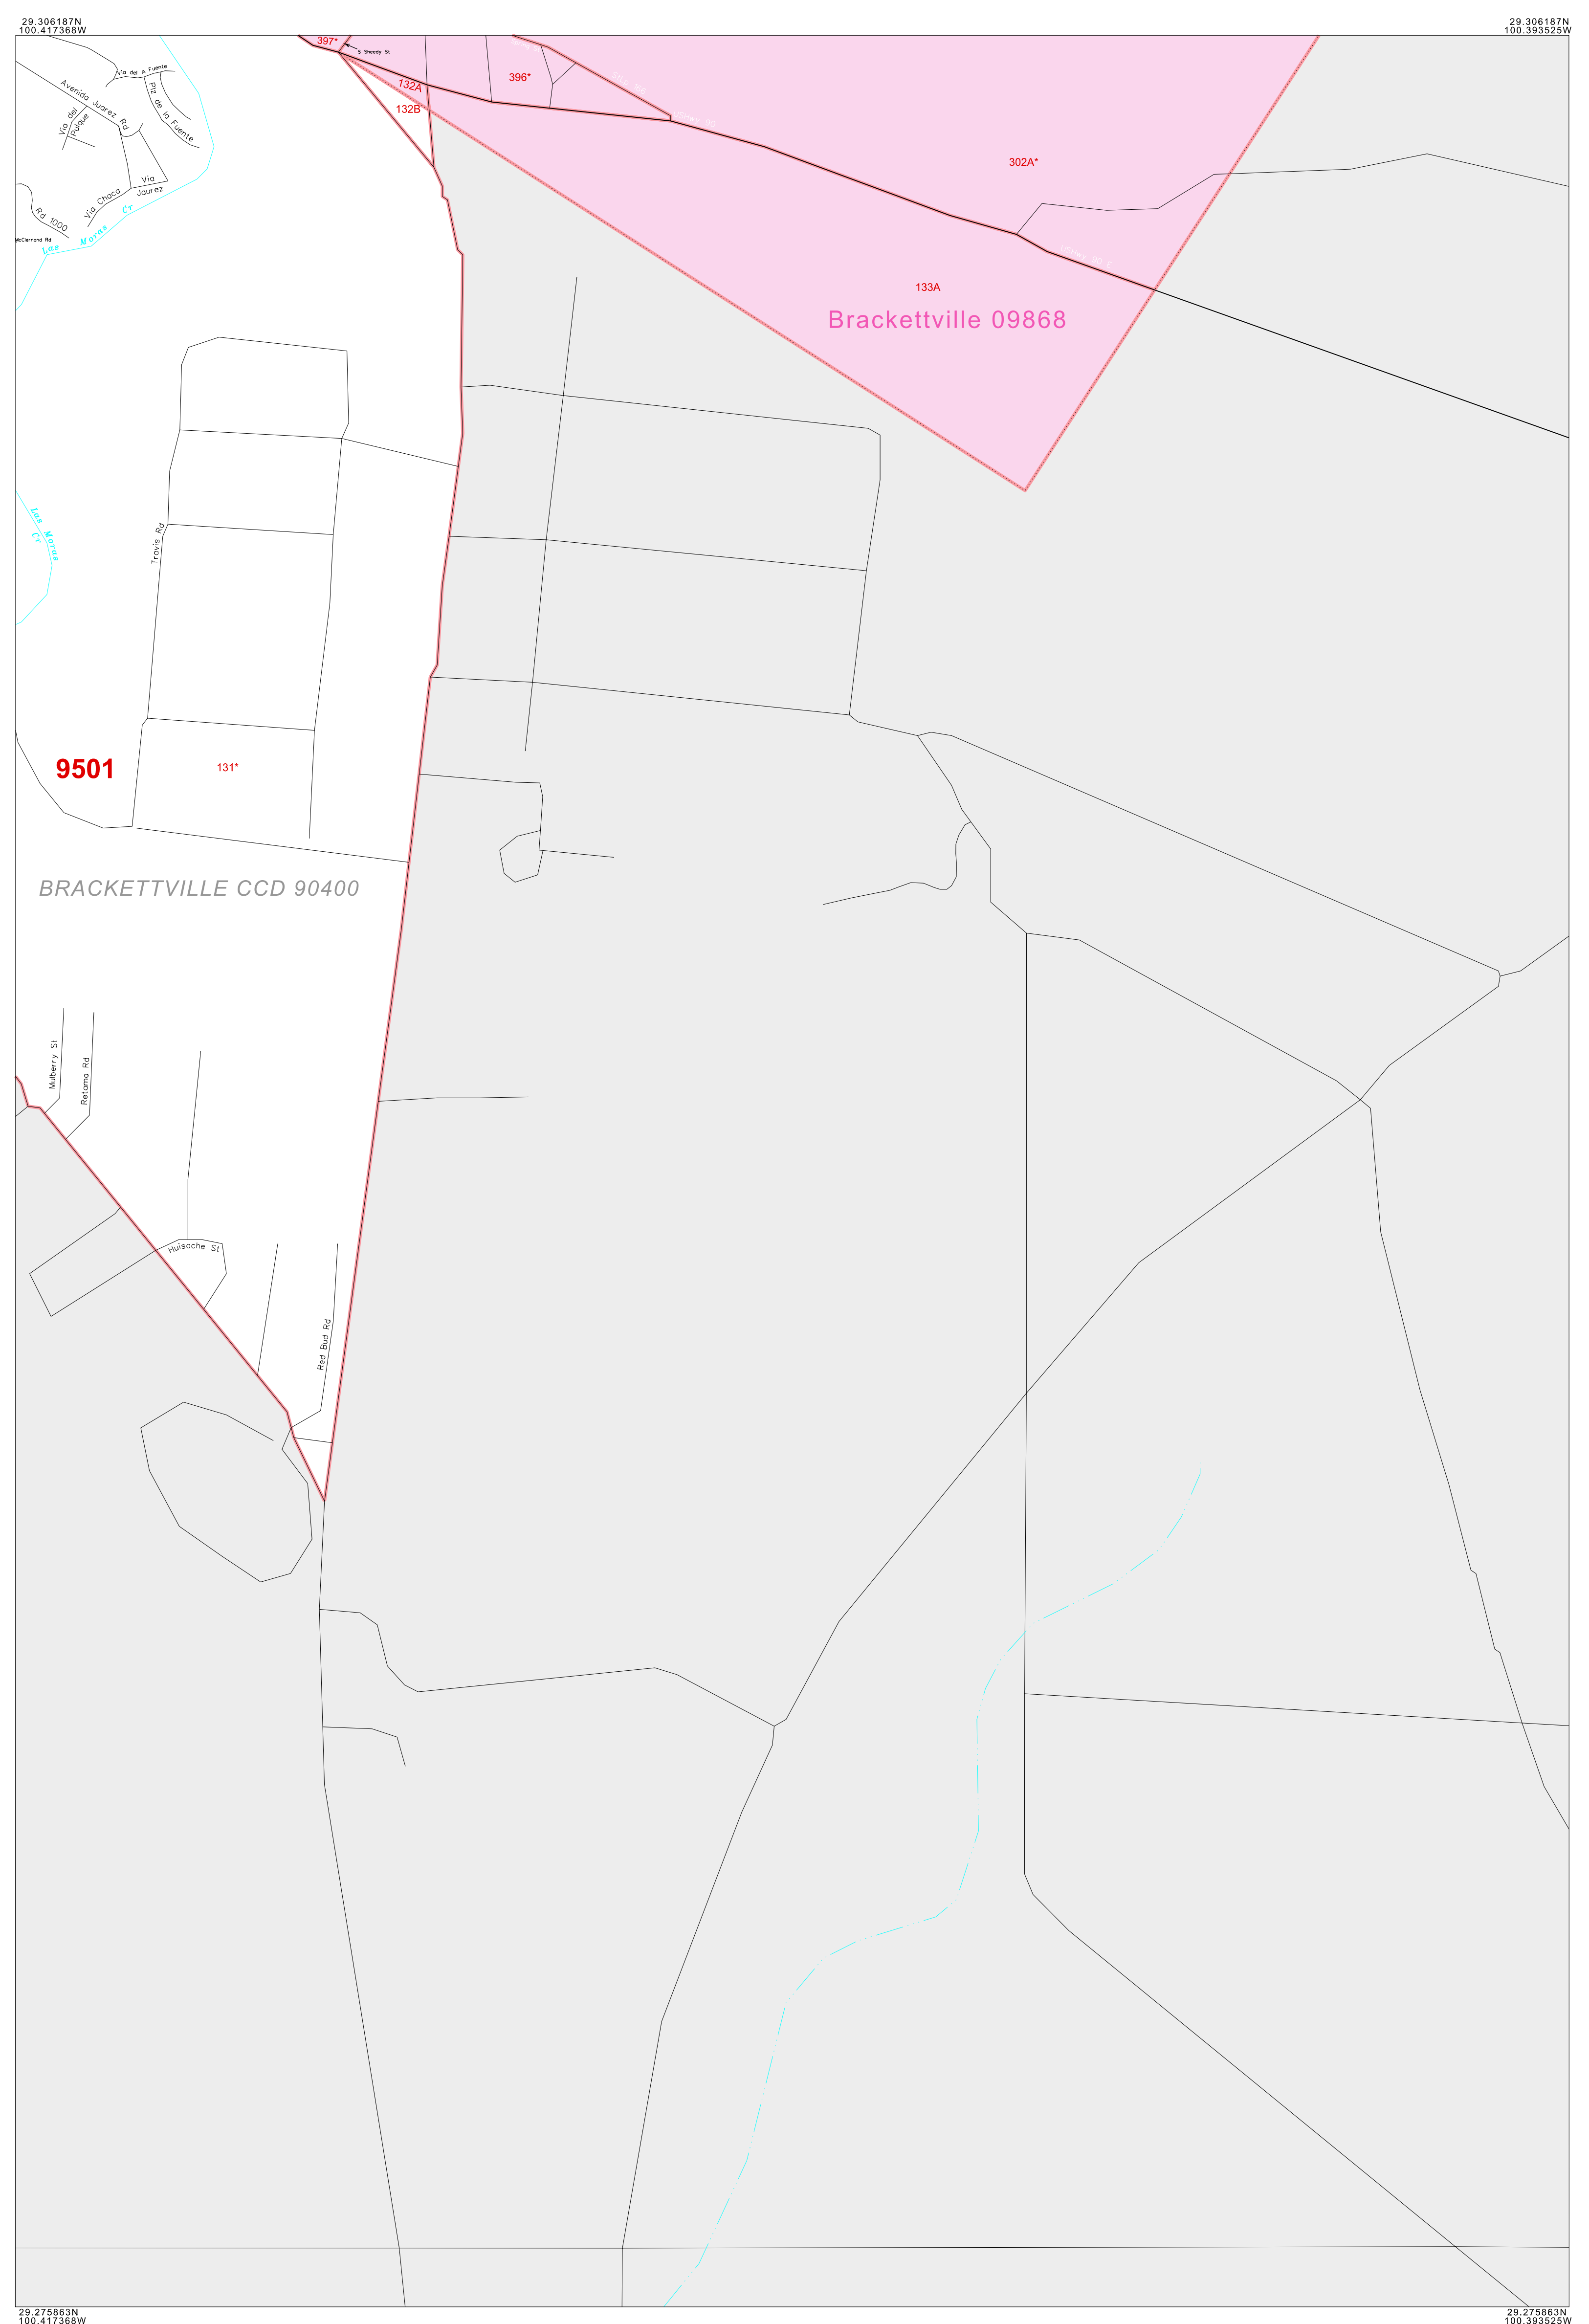 29.306187N
100.417368W
29.306187N
100.393525W
397*
S Sheedy St
396*
132A
132B
Via del A Fuente
Avenida Juarez Rd
Plz de la Fuente
Via del
Pulque
Via
Jaurez
Via Chaca
Rd 1000
McClernand Rd
Las Moras Cr
302A*
USHwy 90 E
133A
Brackettville 09868
Las Moras
Cr
Travis Rd
9501
131*
BRACKETTVILLE CCD 90400
Mulberry St
Retama Rd
Huisache St
Red Bud Rd
29.275863N
100.417368W
29.275863N
100.393525W